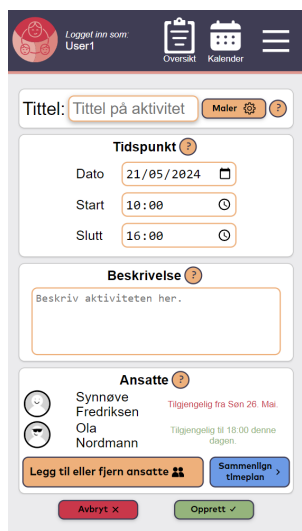 Logget inn som:
User1
Oversikt
Kalender
Tittel: Tittel på aktivitet Maler ?
Tidspunkt ?
Dato 21/05/2024
Start 10:00
Slutt 16:00
Beskrivelse ?
Beskriv aktiviteten her.
Ansatte ?
Synnøve
Fredriksen
Tilgjengelig fra Søn 26. Mai.
Ola
Nordmann
Tilgjengelig til 18:00 denne
dagen.
Legg til eller fjern ansatte
Sammenlign
timeplan >
Avbryt ×
Opprett ✓